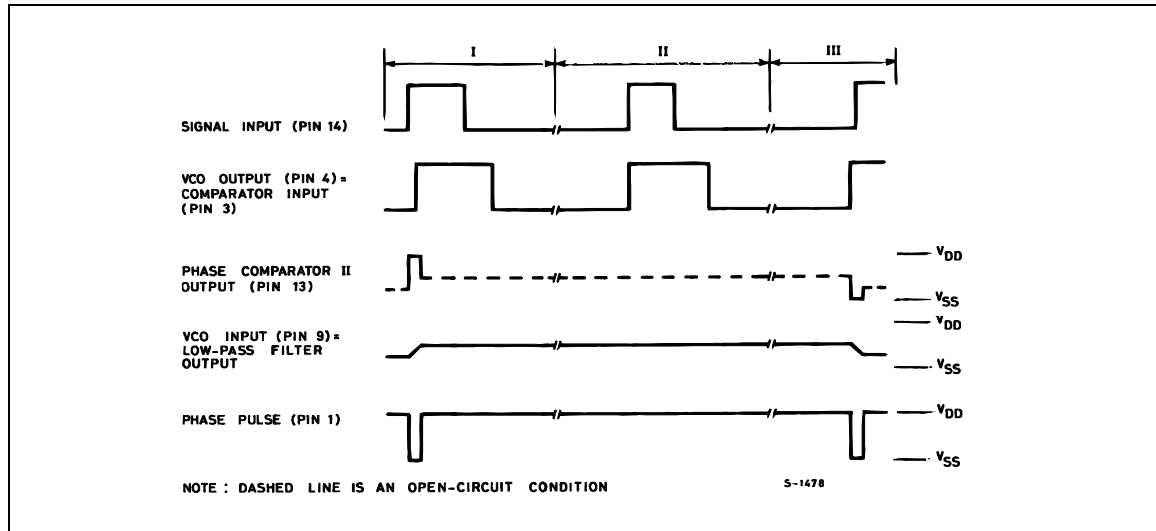 I II III
SIGNAL INPUT (PIN 14)
VCO OUTPUT (PIN 4)=
COMPARATOR INPUT
(PIN 3)
PHASE COMPARATOR II
OUTPUT (PIN 13)
VDD
VSS
VCO INPUT (PIN 9)=
LOW-PASS FILTER
OUTPUT
VDD
VSS
PHASE PULSE (PIN 1)
VDD
VSS
NOTE : DASHED LINE IS AN OPEN-CIRCUIT CONDITION
S-1478